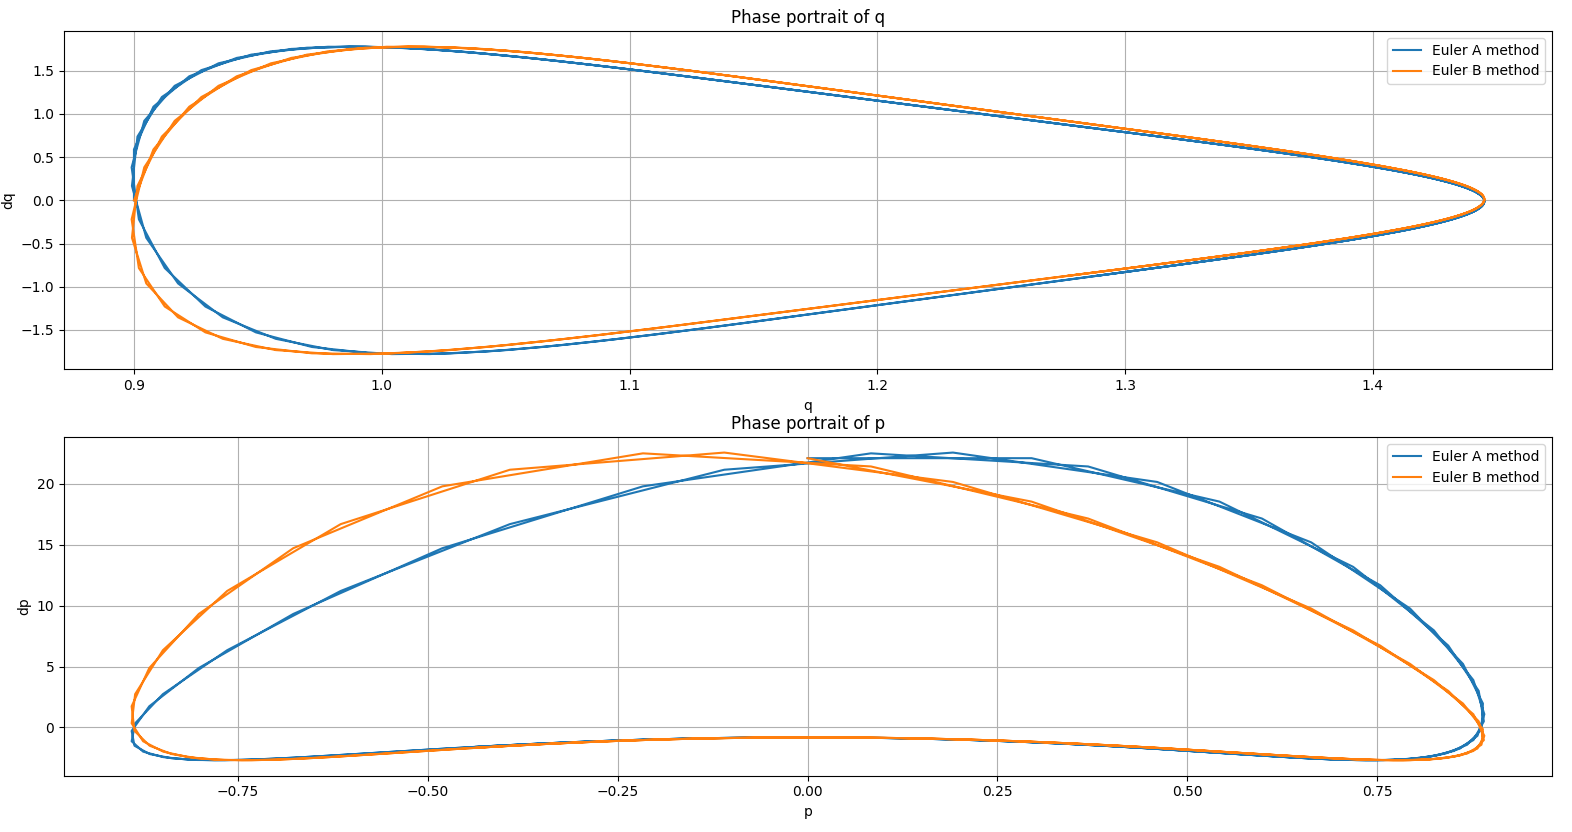 Phase portrait of q
Euler A method
Euler B method
1.5
1.0
0.5
0.0
−0.5
−1.0
−1.5
dq
0.9 1.0 1.1 1.2 1.3 1.4
q
Phase portrait of p
Euler A method
Euler B method
20
15
10
5
0
dp
−0.75 −0.50 −0.25 0.00 0.25 0.50 0.75
p